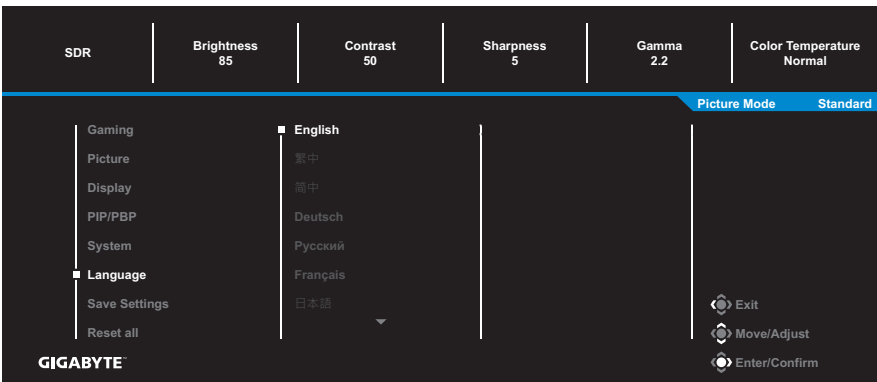 SDR
Brightness
85
Contrast
50
Sharpness
5
Gamma
2.2
Color Temperature
Normal
Picture Mode Standard
Gaming
Picture
Display
PIP/PBP
System
Language
Save Settings
Reset all
English
繁中
简中
Deutsch
Русский
Français
日本語
Exit
Move/Adjust
Enter/Confirm
GIGABYTE™